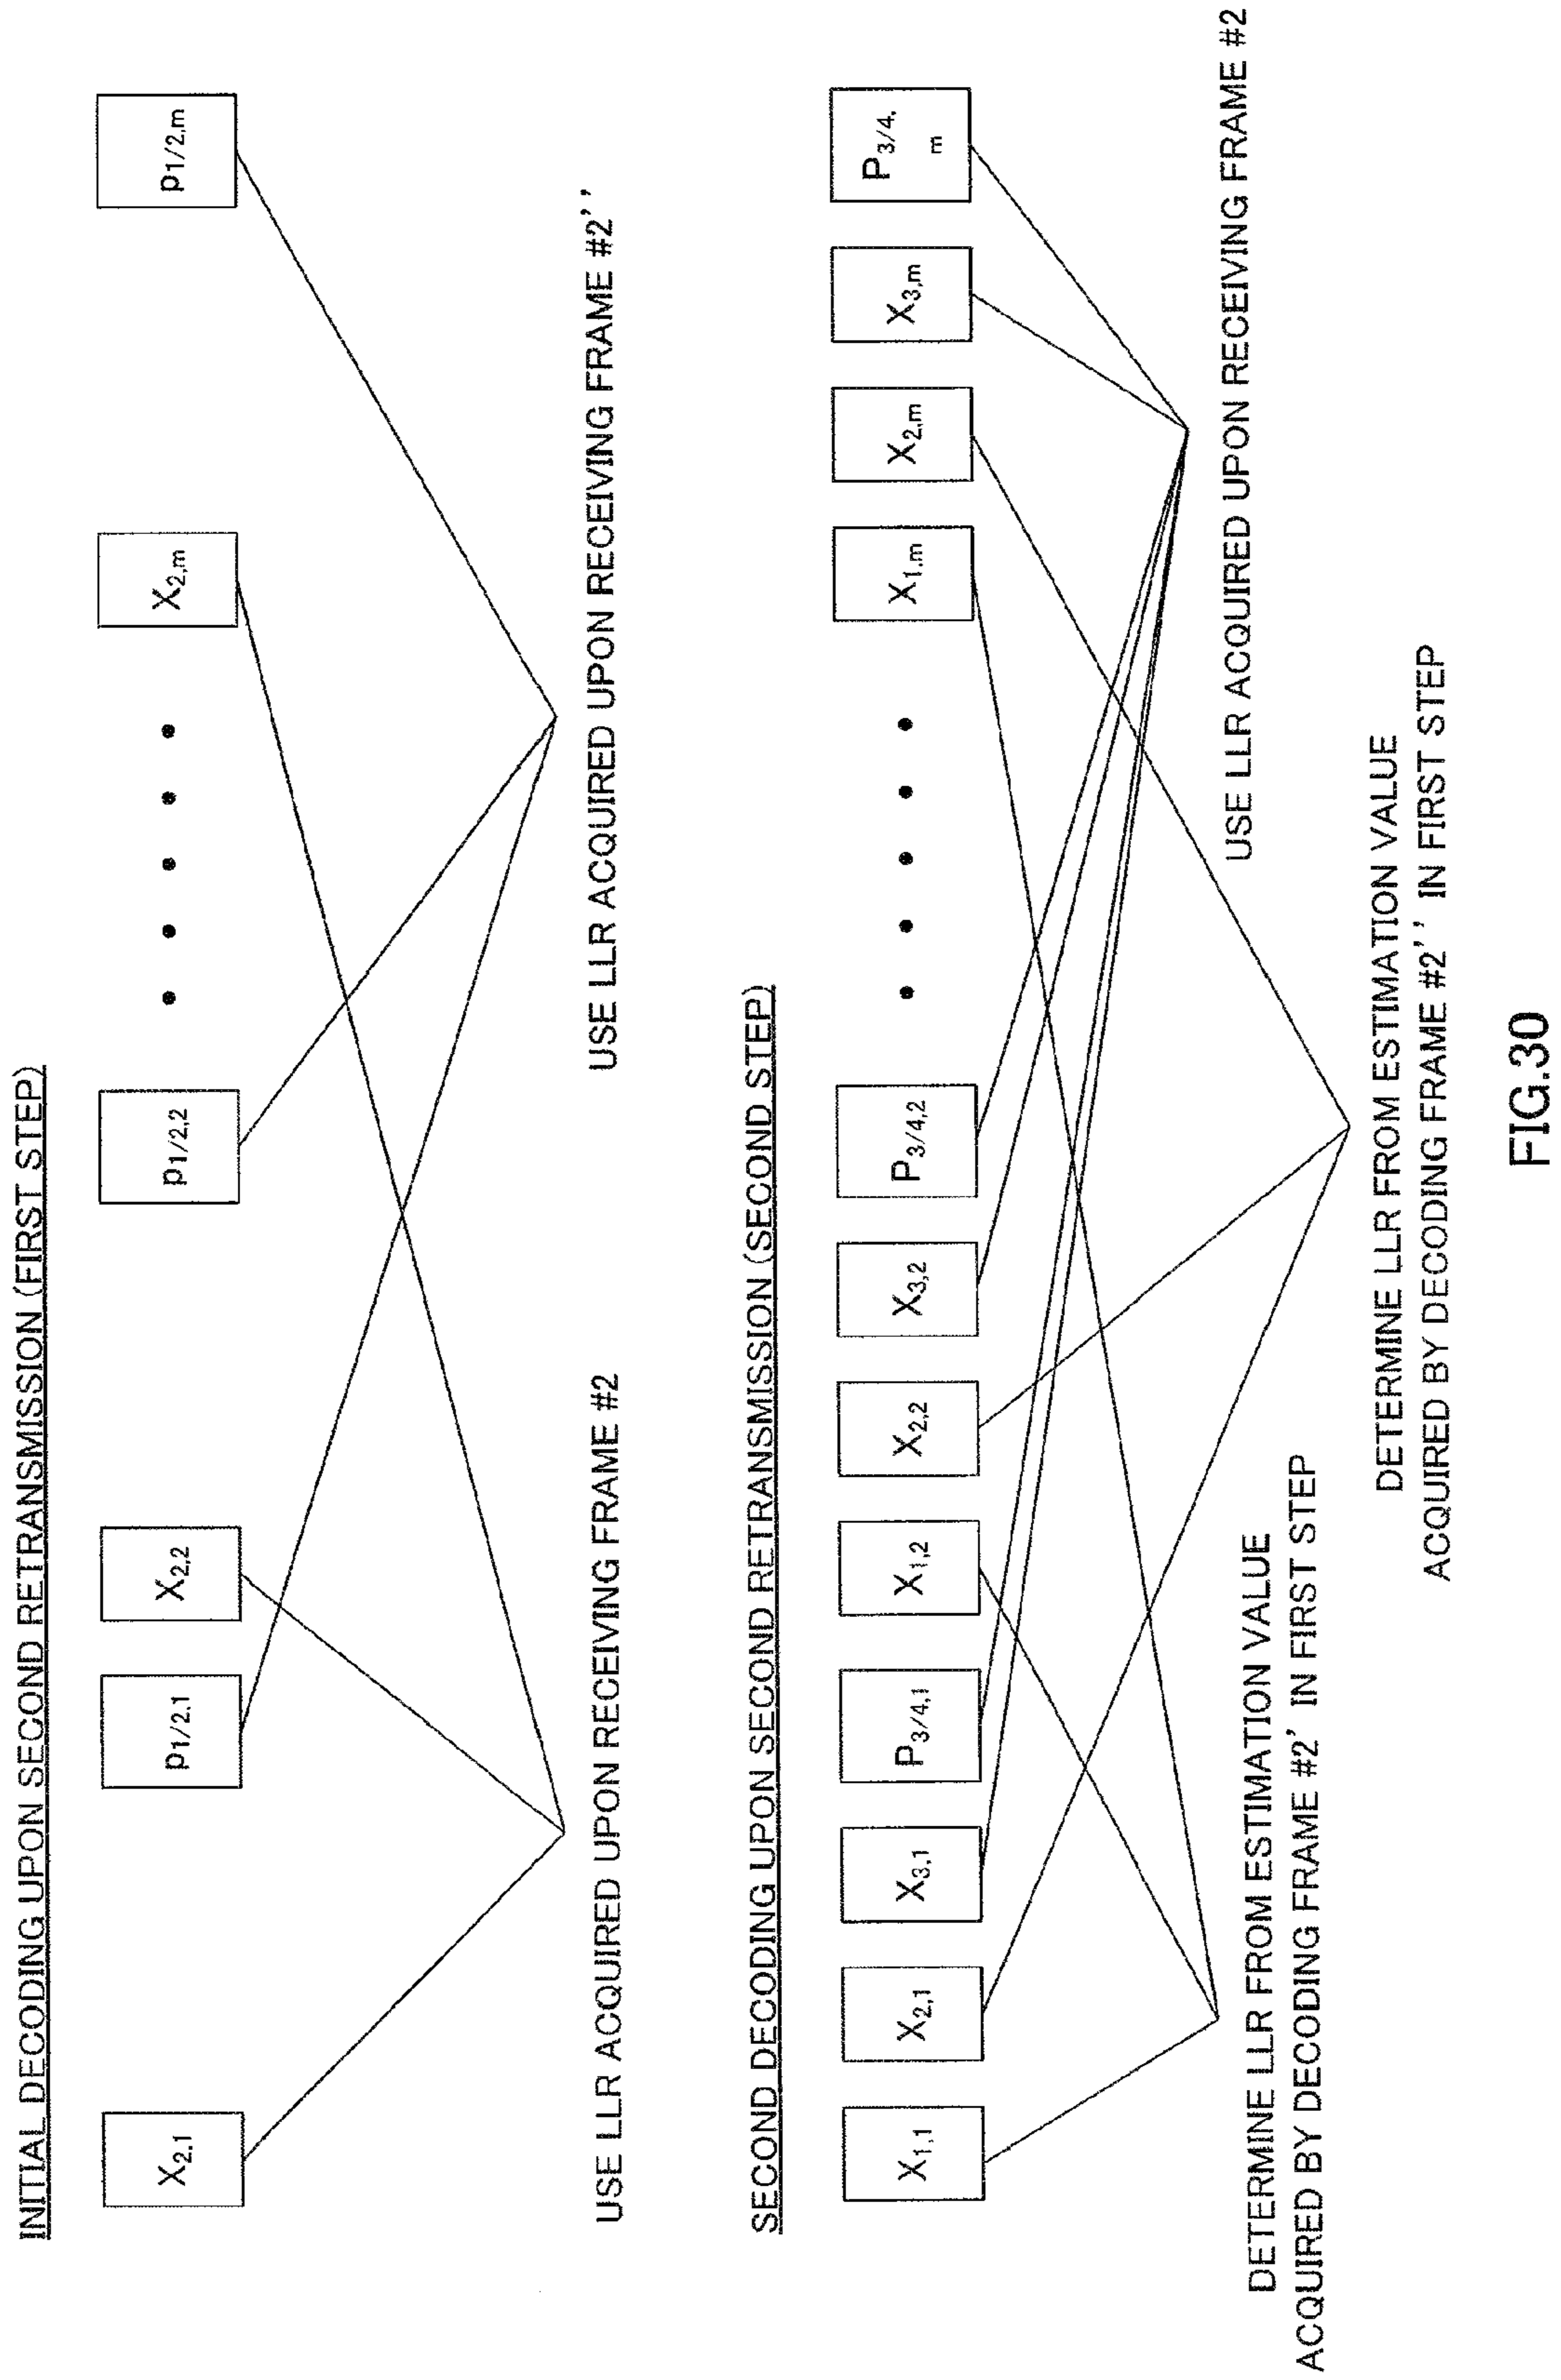 INITIAL DECODING UPON SECOND RETRANSMISSION (FIRST STEP)
X2,1 p1/2,1 X2,2 p1/2,2 X2,m p1/2,m
USE LLR ACQUIRED UPON RECEIVING FRAME #2
USE LLR ACQUIRED UPON RECEIVING FRAME #2''
SECOND DECODING UPON SECOND RETRANSMISSION (SECOND STEP)
X1,1 X2,1 X3,1 P3/4,1 X1,2 X2,2 X3,2 P3/4,2 X1,m X2,m X3,m P3/4,
m
USE LLR ACQUIRED UPON RECEIVING FRAME #2
DETERMINE LLR FROM ESTIMATION VALUE
ACQUIRED BY DECODING FRAME #2' IN FIRST STEP
DETERMINE LLR FROM ESTIMATION VALUE
ACQUIRED BY DECODING FRAME #2'' IN FIRST STEP
FIG.30